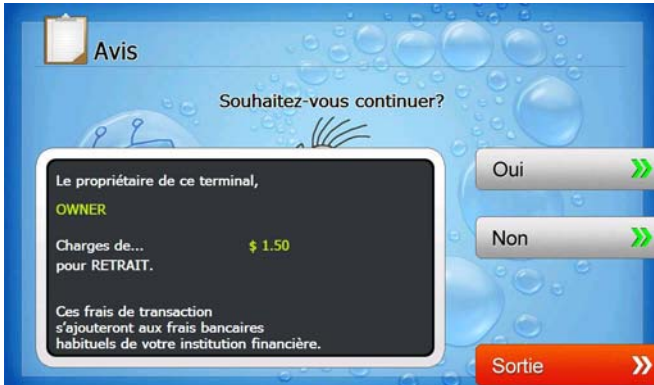 Avis
Souhaitez-vous continuer?
Le propriétaire de ce terminal,
OWNER
Charges de... $ 1.50
pour RETRAIT.
Ces frais de transaction
s'ajouteront aux frais bancaires
habituels de votre institution financière.
Oui
Non
Sortie